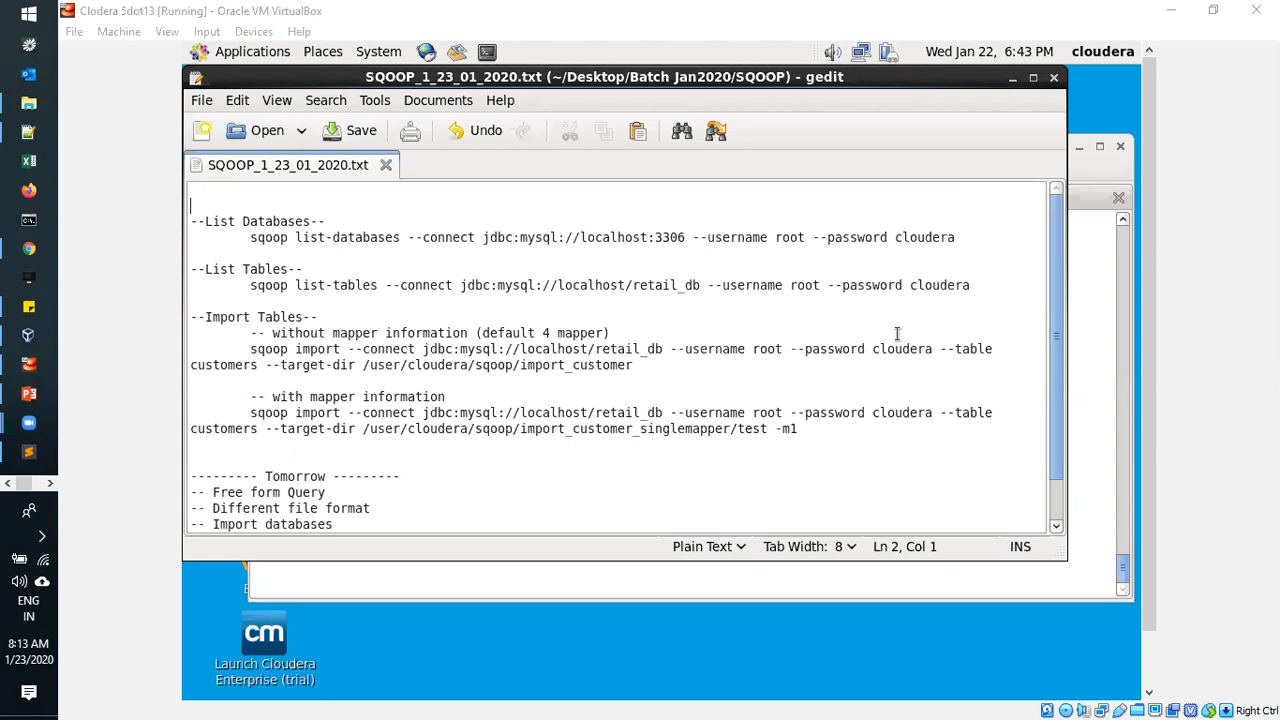 Clodera 5dot13 [Running] - Oracle VM VirtualBox
File Machine View Input Devices Help
Applications Places System Wed Jan 22, 6:43 PM cloudera
SQOOP_1_23_01_2020.txt (~/Desktop/Batch Jan2020/SQOOP) - gedit
File Edit View Search Tools Documents Help
Open Save Undo
SQOOP_1_23_01_2020.txt
--List Databases--
sqoop list-databases --connect jdbc:mysql://localhost:3306 --username root --password cloudera
--List Tables--
sqoop list-tables --connect jdbc:mysql://localhost/retail_db --username root --password cloudera
--Import Tables--
-- without mapper information (default 4 mapper)
sqoop import --connect jdbc:mysql://localhost/retail_db --username root --password cloudera --table
customers --target-dir /user/cloudera/sqoop/import_customer
-- with mapper information
sqoop import --connect jdbc:mysql://localhost/retail_db --username root --password cloudera --table
customers --target-dir /user/cloudera/sqoop/import_customer_singlemapper/test -m1
--------- Tomorrow ---------
-- Free form Query
-- Different file format
-- Import databases
Plain Text Tab Width: 8 Ln 2, Col 1 INS
cm
Launch Cloudera
Enterprise (trial)
ENG
IN
8:13 AM
1/23/2020
Right Ctrl